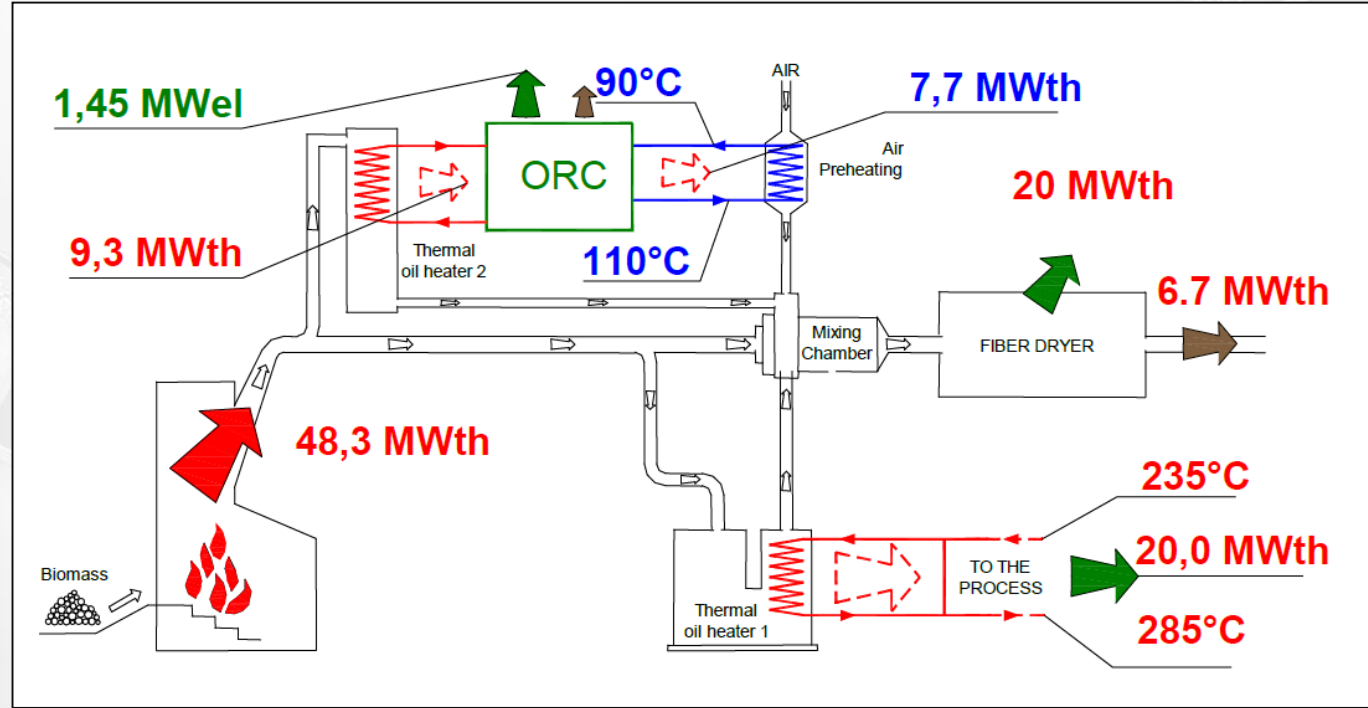 AIR
90°C
7,7 MWth
1,45 MWel
Air
Preheating
ORC
20 MWth
9,3 MWth
Thermal
oil heater 2
110°C
6.7 MWth
Mixing
Chamber
FIBER DRYER
48,3 MWth
235°C
20,0 MWth
TO THE
PROCESS
Biomass
Thermal
oil heater 1
285°C